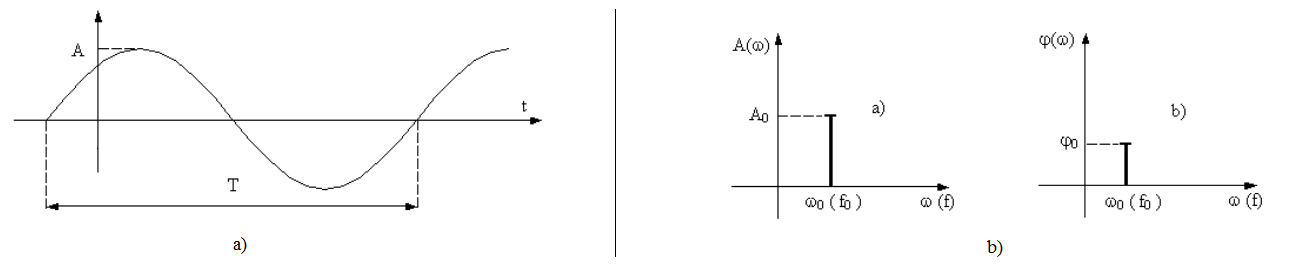 A
t
T
a)
A(ω)
A₀
a)
ω₀ ( f₀ )
ω (f)
φ(ω)
φ₀
b)
ω₀ ( f₀ )
ω (f)
b)